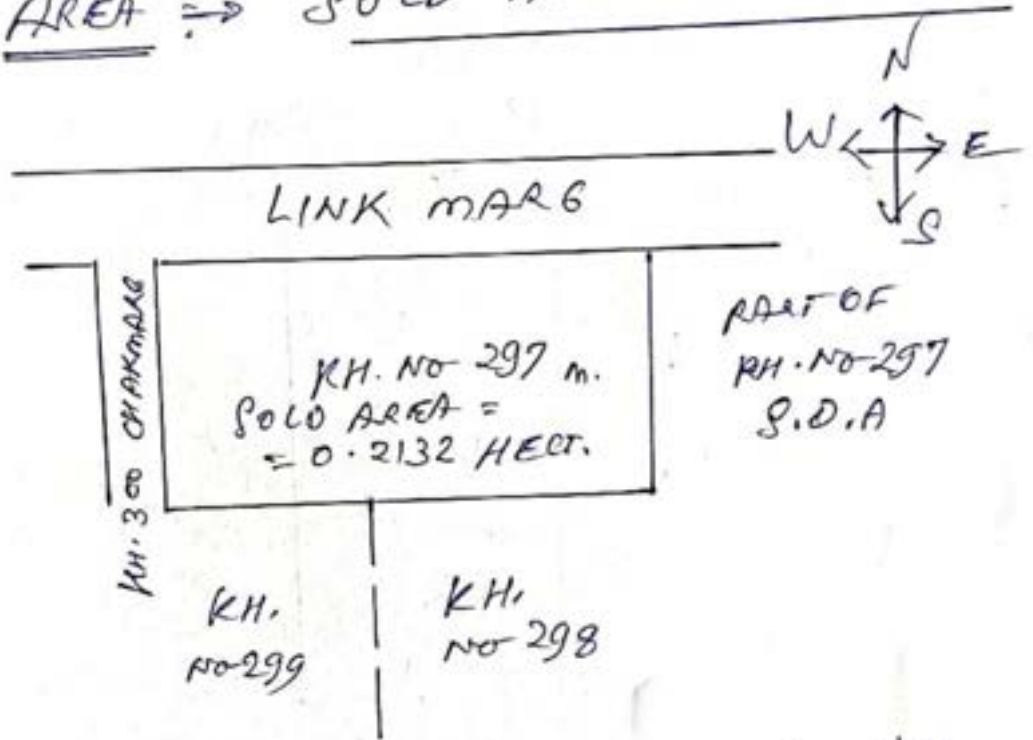 AREA :⇒ SOLD
N
W E
S
LINK MARG
KH. 300 CHAKMARG
KH. NO 297 m.
SOLD AREA =
= 0.2132 HECT.
PART OF
KH. NO-297
S.D.A
KH.
NO-299
KH.
NO 298